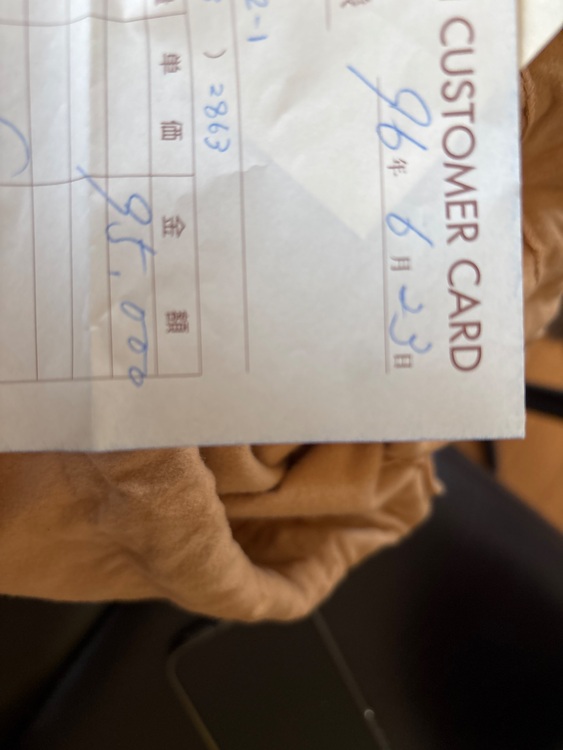 CUSTOMER CARD
96年 6月 23日
2-1
) 2863
単価 金額
95,000